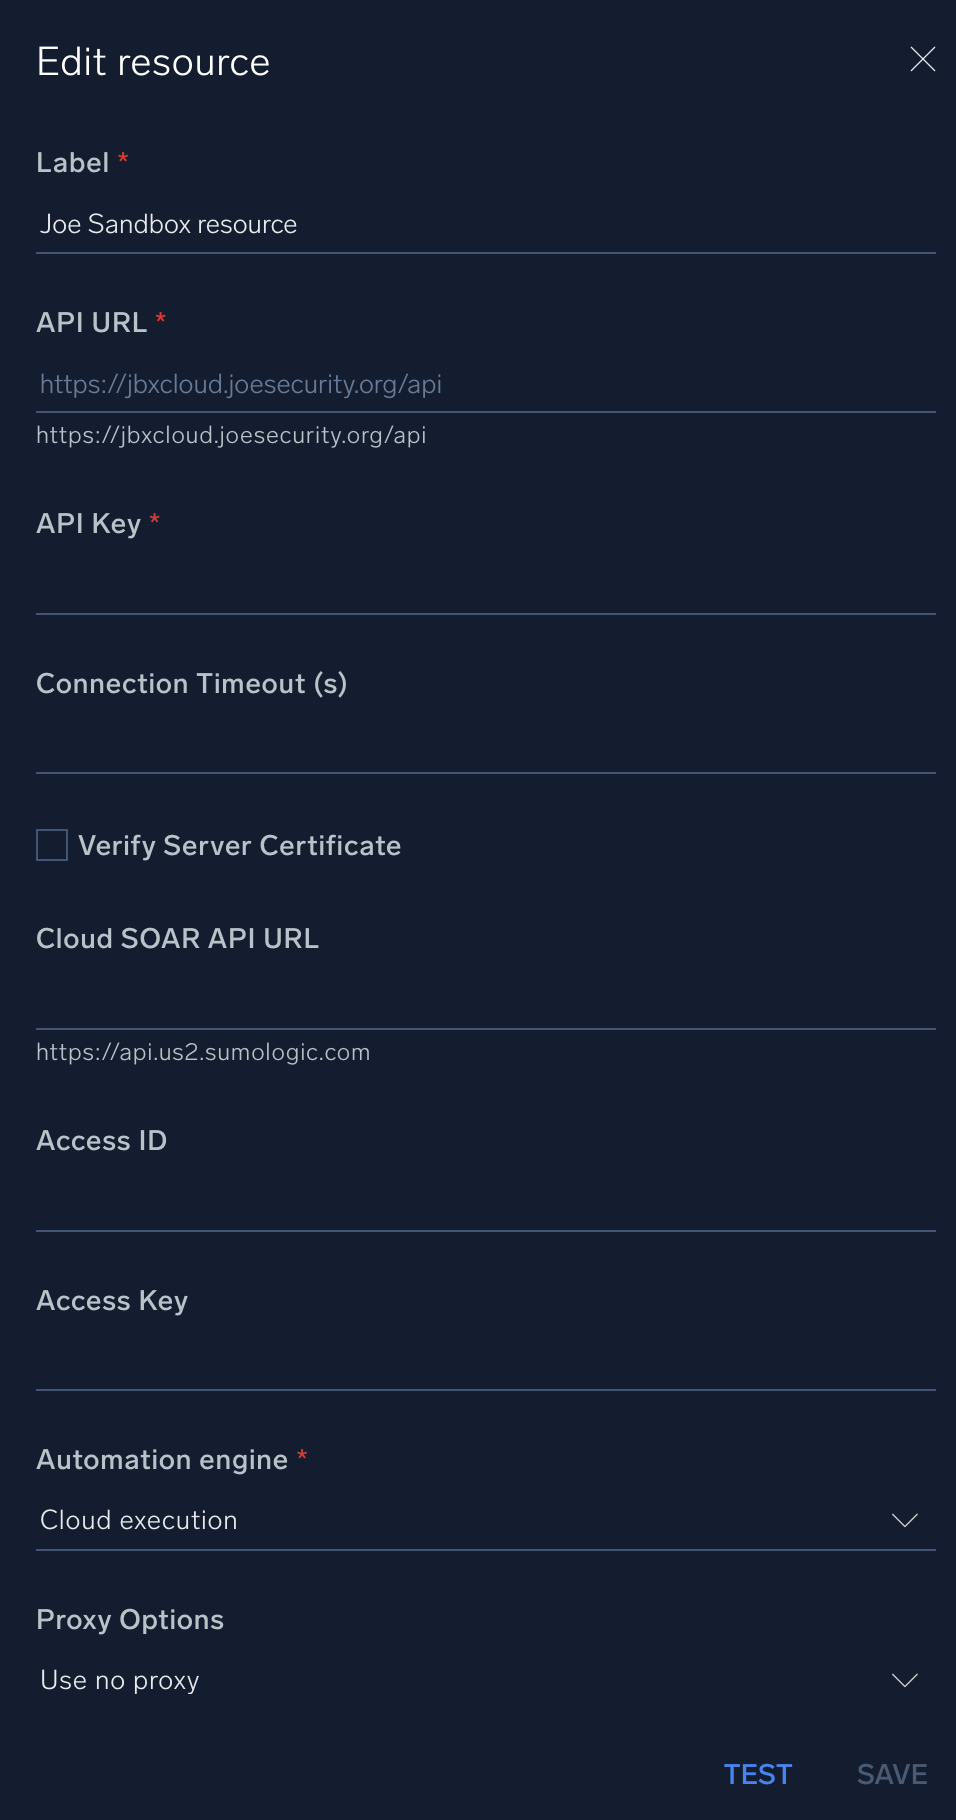 Edit resource
Label *
Joe Sandbox resource
API URL *
https://jbxcloud.joesecurity.org/api
https://jbxcloud.joesecurity.org/api
API Key *
Connection Timeout (s)
Verify Server Certificate
Cloud SOAR API URL
https://api.us2.sumologic.com
Access ID
Access Key
Automation engine *
Cloud execution
Proxy Options
Use no proxy
TEST SAVE